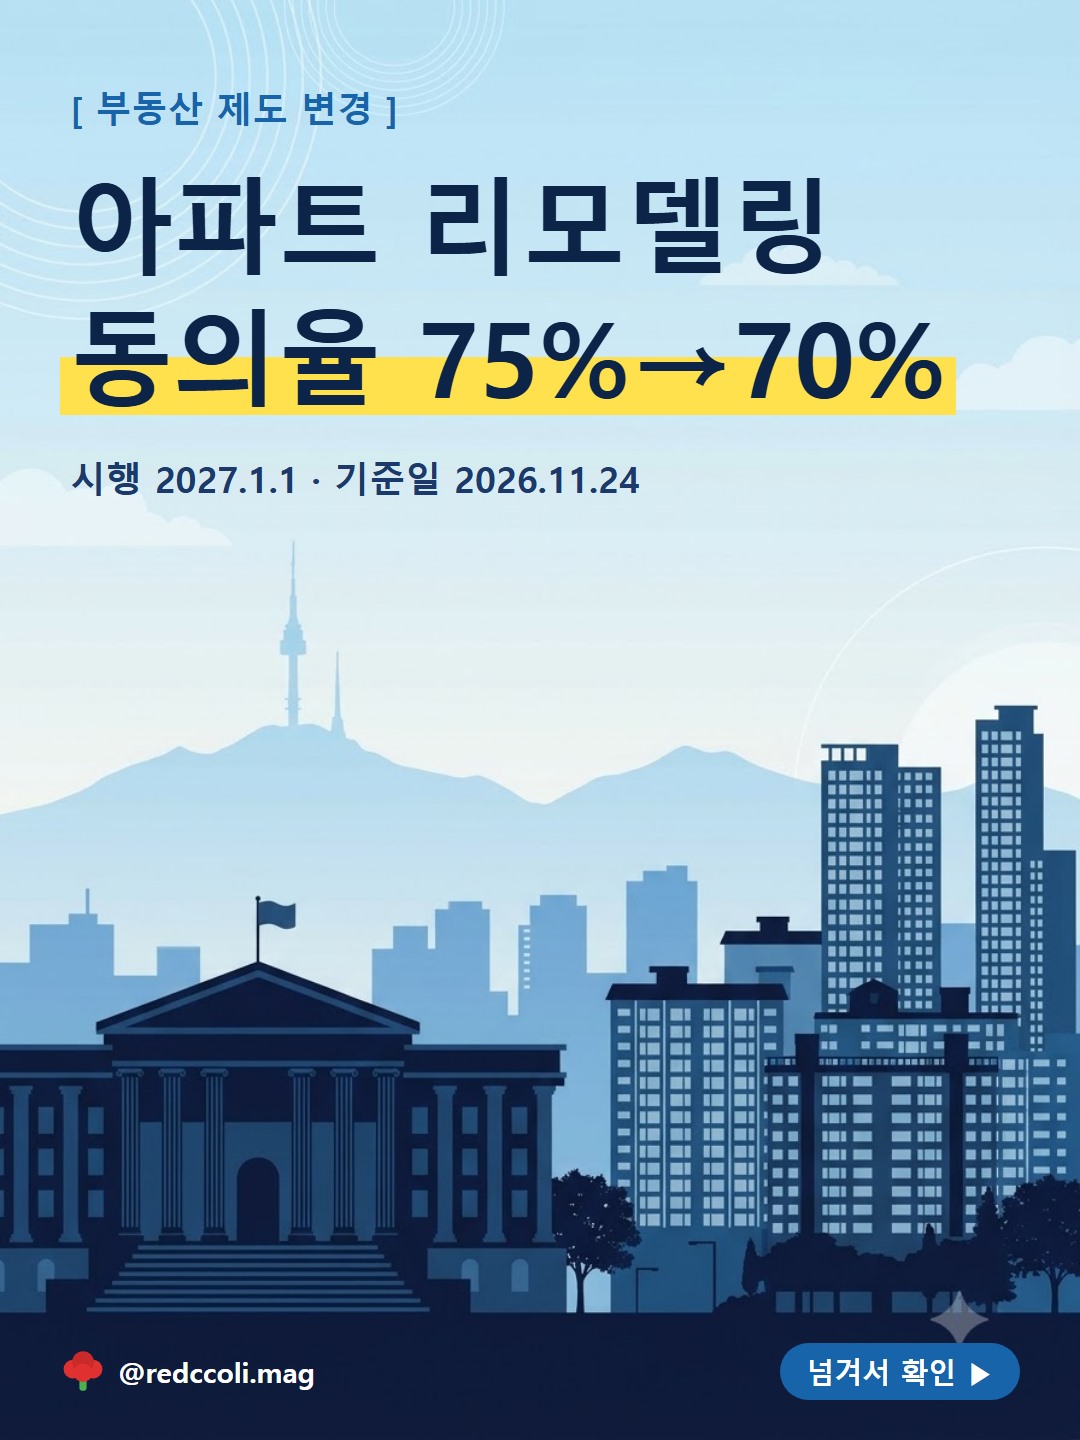 [ 부동산 제도 변경 ]
아파트 리모델링
동의율 75%→70%
시행 2027.1.1 · 기준일 2026.11.24
@redccoli.mag
넘겨서 확인 ▶